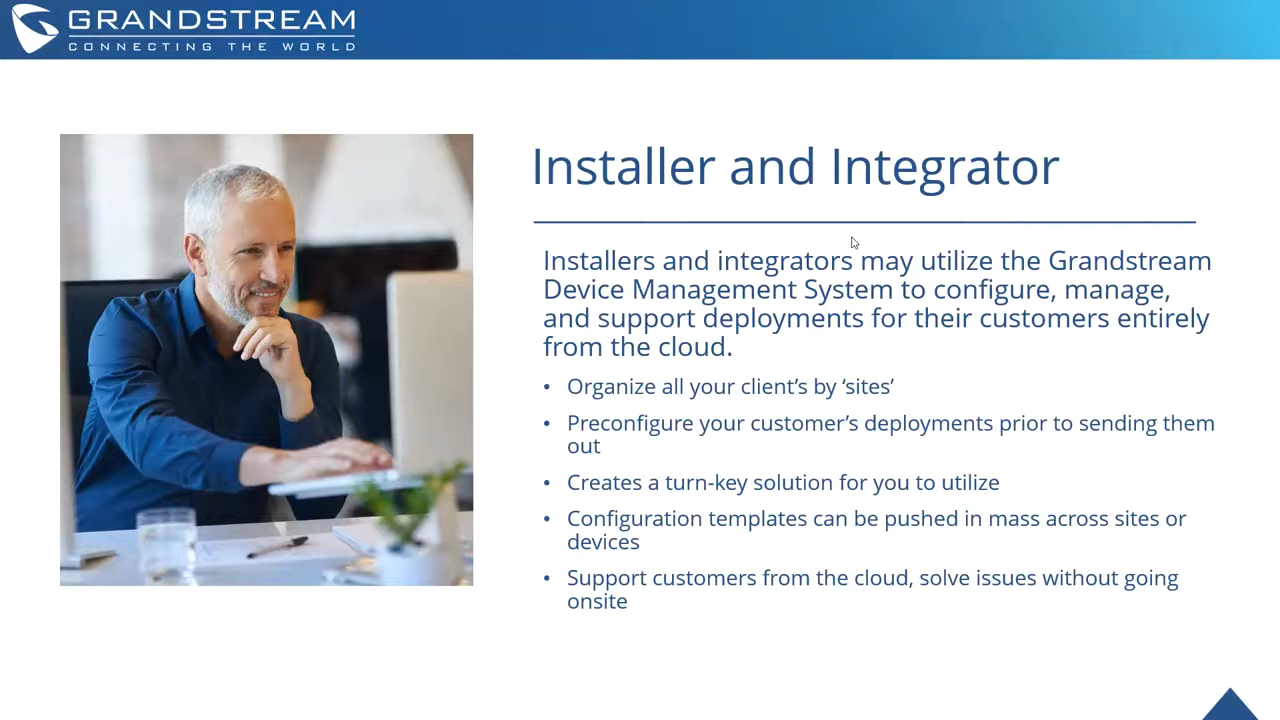 GRANDSTREAM
CONNECTING THE WORLD
Installer and Integrator
Installers and integrators may utilize the Grandstream
Device Management System to configure, manage,
and support deployments for their customers entirely
from the cloud.
• Organize all your client’s by ‘sites’
• Preconfigure your customer’s deployments prior to sending them
out
• Creates a turn-key solution for you to utilize
• Configuration templates can be pushed in mass across sites or
devices
• Support customers from the cloud, solve issues without going
onsite